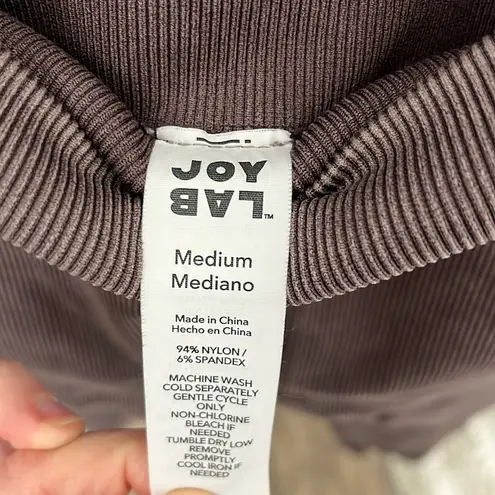 JOY
LAB™
Medium
Mediano
Made in China
Hecho en China
94% NYLON/
6% SPANDEX
MACHINE WASH
COLD SEPARATELY
GENTLE CYCLE
ONLY
NON-CHLORINE
BLEACH IF
NEEDED
TUMBLE DRY LOW
REMOVE
PROMPTLY
COOL IRON IF
NEEDED